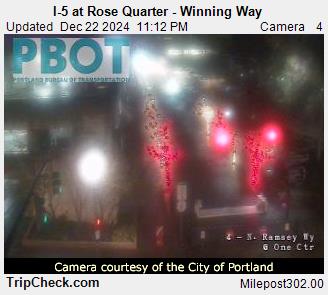 I-5 at Rose Quarter - Winning Way
Updated Dec 22 2024 11:12 PM Camera 4
PBOT
PORTLAND BUREAU OF TRANSPORTATION
4 - N. Ramsey Wy
@ One Ctr
Camera courtesy of the City of Portland
TripCheck.com Milepost302.00